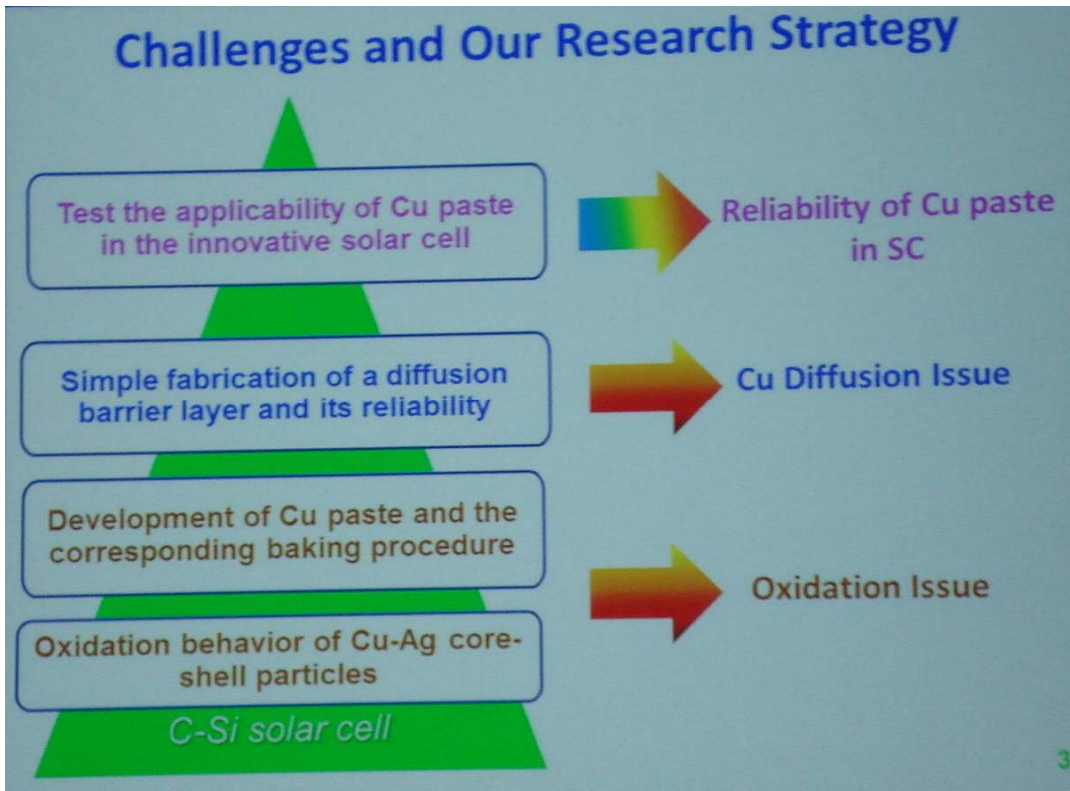 Challenges and Our Research Strategy
Test the applicability of Cu paste
in the innovative solar cell
Reliability of Cu paste
in SC
Simple fabrication of a diffusion
barrier layer and its reliability
Cu Diffusion Issue
Development of Cu paste and the
corresponding baking procedure
Oxidation Issue
Oxidation behavior of Cu-Ag core-
shell particles
C-Si solar cell
3